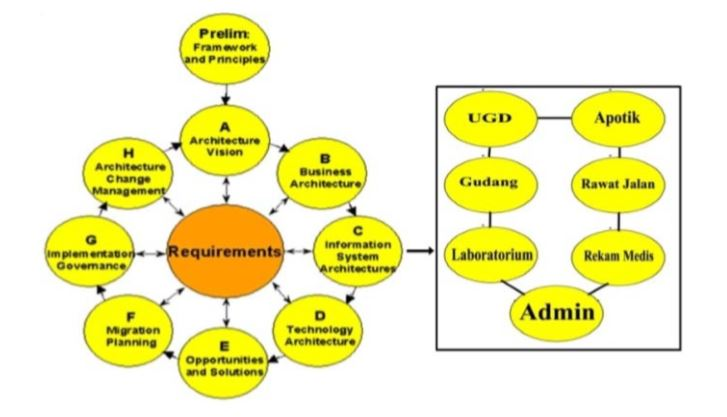 Prelim:
Framework
and Principles
A
Architecture
Vision
B
Business
Architecture
C
Information
System
Architectures
D
Technology
Architecture
E
Opportunities
and Solutions
F
Migration
Planning
G
Implementation
Governance
H
Architecture
Change
Management
Requirements
UGD
Apotik
Gudang
Rawat Jalan
Laboratorium
Rekam Medis
Admin